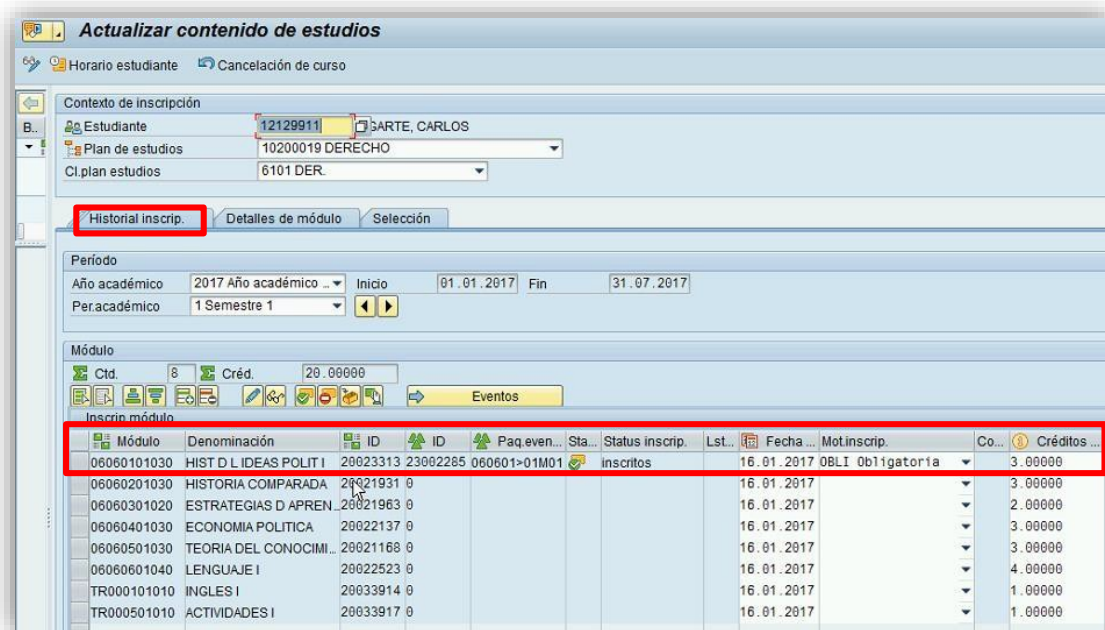 Actualizar contenido de estudios
Horario estudiante Cancelación de curso
Contexto de inscripción
B..
Estudiante 12129911 GARTE, CARLOS
Plan de estudios 10200019 DERECHO
Cl.plan estudios 6101 DER.
Historial inscrip. Detalles de módulo Selección
Período
Año académico 2017 Año académico .. Inicio 01.01.2017 Fin 31.07.2017
Per.académico 1 Semestre 1
Módulo
Ctd. 8 Créd. 20.00000
Eventos
Inscrip.módulo
Módulo Denominación ID ID Paq.even... Sta... Status inscrip. Lst... Fecha ... Mot.inscrip. Co... Créditos ...
06060101030 HIST D L IDEAS POLIT I 20023313 23002285 060601>01M01 inscritos 16.01.2017 OBLI Obligatoria 3.00000
06060201030 HISTORIA COMPARADA 20021931 0 16.01.2017 3.00000
06060301020 ESTRATEGIAS D APREN... 20021963 0 16.01.2017 2.00000
06060401030 ECONOMIA POLITICA 20022137 0 16.01.2017 3.00000
06060501030 TEORIA DEL CONOCIMI... 20021168 0 16.01.2017 3.00000
06060601040 LENGUAJE I 20022523 0 16.01.2017 4.00000
TR000101010 INGLES I 20033914 0 16.01.2017 1.00000
TR000501010 ACTIVIDADES I 20033917 0 16.01.2017 1.00000